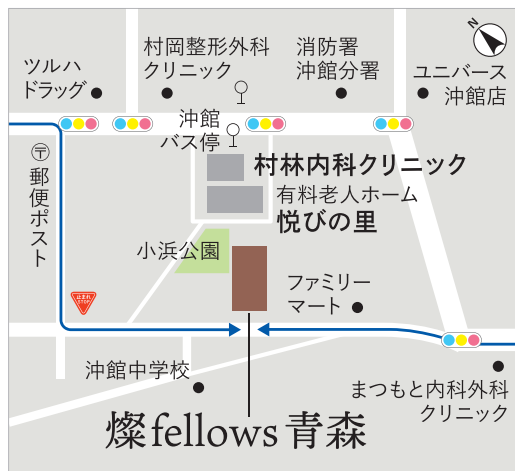 N
村岡整形外科
クリニック
消防署
沖館分署
ツルハ
ドラッグ
ユニバース
沖館店
沖館
バス停
〒
郵便ポスト
村林内科クリニック
有料老人ホーム
悦びの里
小浜公園
ファミリー
マート
止まれ
STOP
沖館中学校
まつもと内科外科
クリニック
燦fellows青森